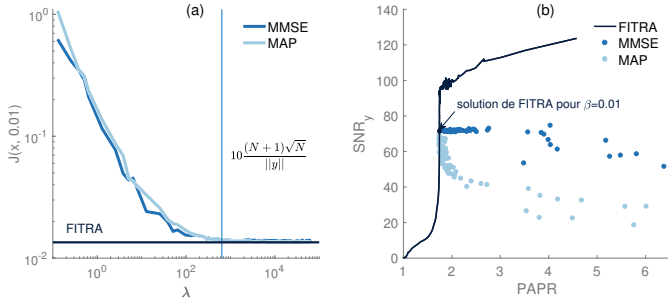 (a)
10^0
10^{-1}
10^{-2}
J(x, 0.01)
MMSE
MAP
10\frac{(N+1)\sqrt{N}}{||y||}
FITRA
10^0
10^2
10^4
λ
(b)
140
120
100
80
60
40
20
0
SNR_y
FITRA
MMSE
MAP
solution de FITRA pour β=0.01
1
2
3
4
5
6
PAPR